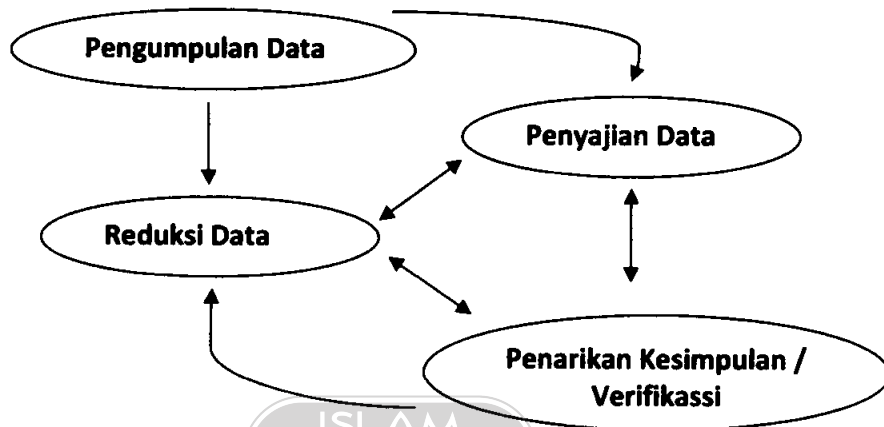 Pengumpulan Data
Penyajian Data
Reduksi Data
Penarikan Kesimpulan /
Verifikassi
ISLAM